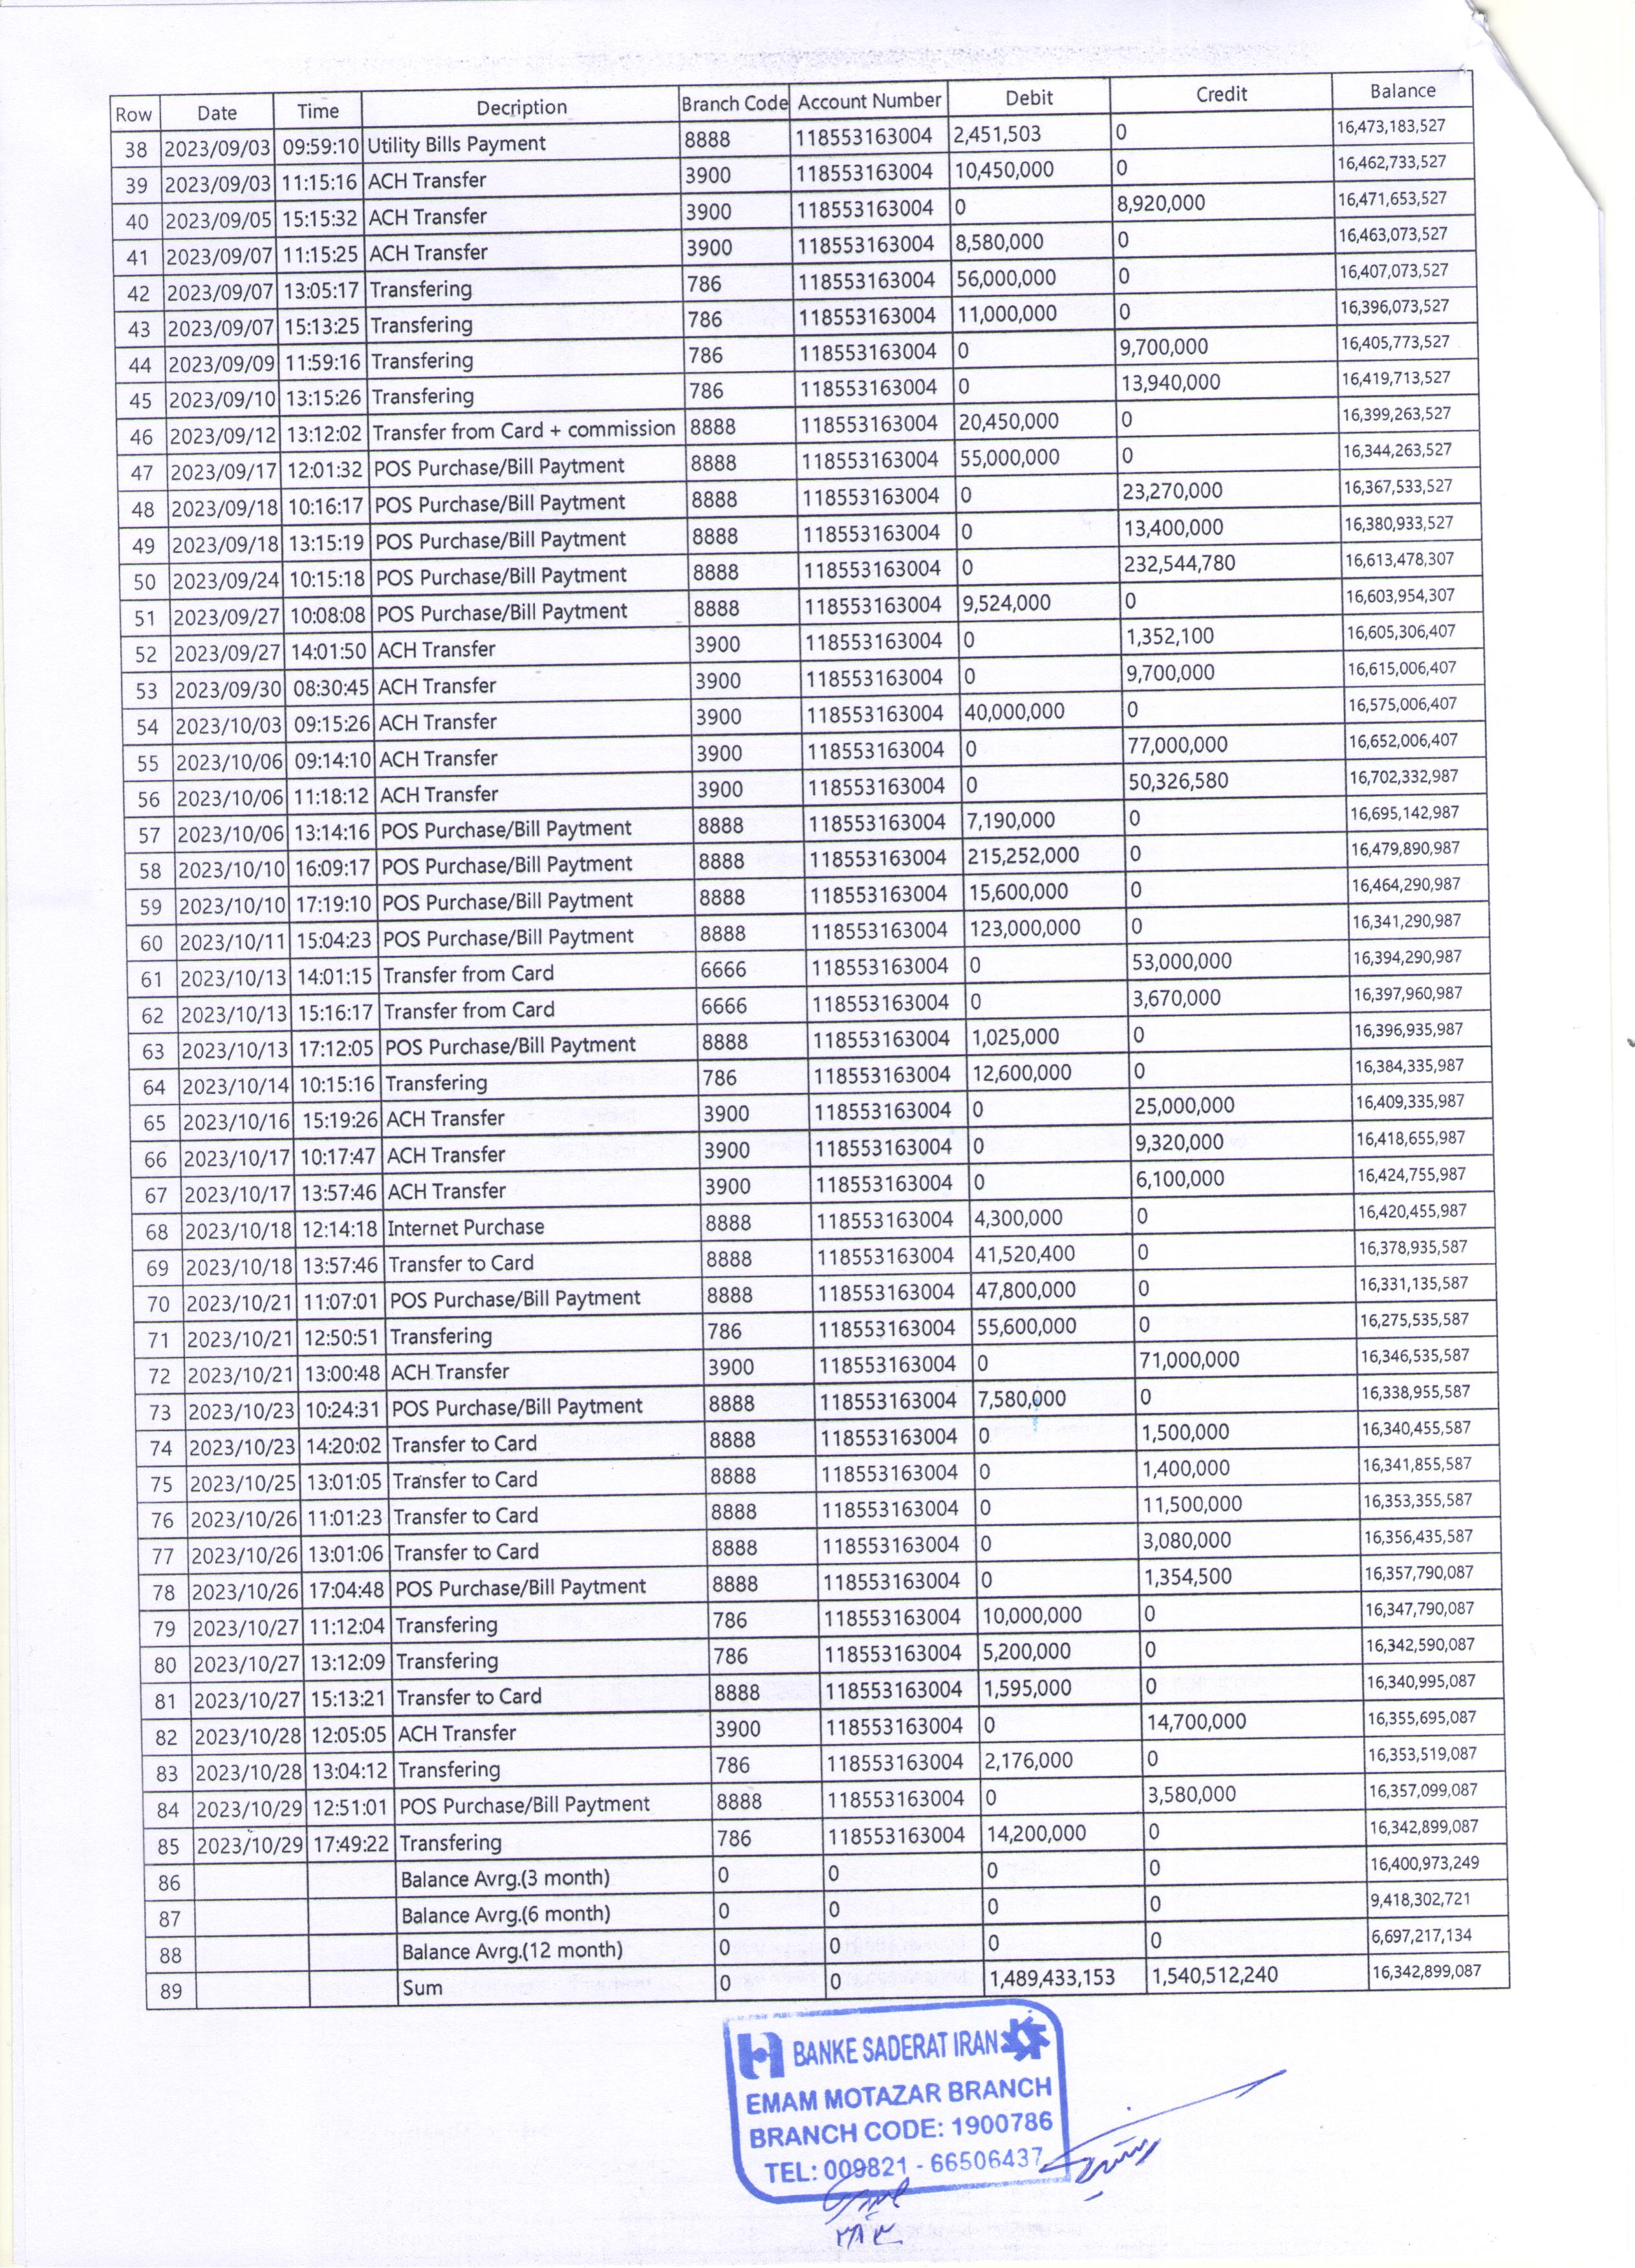 Row Date Time Decription Branch Code Account Number Debit Credit Balance
38 2023/09/03 09:59:10 Utility Bills Payment 8888 118553163004 2,451,503 0 16,473,183,527
39 2023/09/03 11:15:16 ACH Transfer 3900 118553163004 10,450,000 0 16,462,733,527
40 2023/09/05 15:15:32 ACH Transfer 3900 118553163004 0 8,920,000 16,471,653,527
41 2023/09/07 11:15:25 ACH Transfer 3900 118553163004 8,580,000 0 16,463,073,527
42 2023/09/07 13:05:17 Transfering 786 118553163004 56,000,000 0 16,407,073,527
43 2023/09/07 15:13:25 Transfering 786 118553163004 11,000,000 0 16,396,073,527
44 2023/09/09 11:59:16 Transfering 786 118553163004 0 9,700,000 16,405,773,527
45 2023/09/10 13:15:26 Transfering 786 118553163004 0 13,940,000 16,419,713,527
46 2023/09/12 13:12:02 Transfer from Card + commission 8888 118553163004 20,450,000 0 16,399,263,527
47 2023/09/17 12:01:32 POS Purchase/Bill Paytment 8888 118553163004 55,000,000 0 16,344,263,527
48 2023/09/18 10:16:17 POS Purchase/Bill Paytment 8888 118553163004 0 23,270,000 16,367,533,527
49 2023/09/18 13:15:19 POS Purchase/Bill Paytment 8888 118553163004 0 13,400,000 16,380,933,527
50 2023/09/24 10:15:18 POS Purchase/Bill Paytment 8888 118553163004 0 232,544,780 16,613,478,307
51 2023/09/27 10:08:08 POS Purchase/Bill Paytment 8888 118553163004 9,524,000 0 16,603,954,307
52 2023/09/27 14:01:50 ACH Transfer 3900 118553163004 0 1,352,100 16,605,306,407
53 2023/09/30 08:30:45 ACH Transfer 3900 118553163004 0 9,700,000 16,615,006,407
54 2023/10/03 09:15:26 ACH Transfer 3900 118553163004 40,000,000 0 16,575,006,407
55 2023/10/06 09:14:10 ACH Transfer 3900 118553163004 0 77,000,000 16,652,006,407
56 2023/10/06 11:18:12 ACH Transfer 3900 118553163004 0 50,326,580 16,702,332,987
57 2023/10/06 13:14:16 POS Purchase/Bill Paytment 8888 118553163004 7,190,000 0 16,695,142,987
58 2023/10/10 16:09:17 POS Purchase/Bill Paytment 8888 118553163004 215,252,000 0 16,479,890,987
59 2023/10/10 17:19:10 POS Purchase/Bill Paytment 8888 118553163004 15,600,000 0 16,464,290,987
60 2023/10/11 15:04:23 POS Purchase/Bill Paytment 8888 118553163004 123,000,000 0 16,341,290,987
61 2023/10/13 14:01:15 Transfer from Card 6666 118553163004 0 53,000,000 16,394,290,987
62 2023/10/13 15:16:17 Transfer from Card 6666 118553163004 0 3,670,000 16,397,960,987
63 2023/10/13 17:12:05 POS Purchase/Bill Paytment 8888 118553163004 1,025,000 0 16,396,935,987
64 2023/10/14 10:15:16 Transfering 786 118553163004 12,600,000 0 16,384,335,987
65 2023/10/16 15:19:26 ACH Transfer 3900 118553163004 0 25,000,000 16,409,335,987
66 2023/10/17 10:17:47 ACH Transfer 3900 118553163004 0 9,320,000 16,418,655,987
67 2023/10/17 13:57:46 ACH Transfer 3900 118553163004 0 6,100,000 16,424,755,987
68 2023/10/18 12:14:18 Internet Purchase 8888 118553163004 4,300,000 0 16,420,455,987
69 2023/10/18 13:57:46 Transfer to Card 8888 118553163004 41,520,400 0 16,378,935,587
70 2023/10/21 11:07:01 POS Purchase/Bill Paytment 8888 118553163004 47,800,000 0 16,331,135,587
71 2023/10/21 12:50:51 Transfering 786 118553163004 55,600,000 0 16,275,535,587
72 2023/10/21 13:00:48 ACH Transfer 3900 118553163004 0 71,000,000 16,346,535,587
73 2023/10/23 10:24:31 POS Purchase/Bill Paytment 8888 118553163004 7,580,000 0 16,338,955,587
74 2023/10/23 14:20:02 Transfer to Card 8888 118553163004 0 1,500,000 16,340,455,587
75 2023/10/25 13:01:05 Transfer to Card 8888 118553163004 0 1,400,000 16,341,855,587
76 2023/10/26 11:01:23 Transfer to Card 8888 118553163004 0 11,500,000 16,353,355,587
77 2023/10/26 13:01:06 Transfer to Card 8888 118553163004 0 3,080,000 16,356,435,587
78 2023/10/26 17:04:48 POS Purchase/Bill Paytment 8888 118553163004 0 1,354,500 16,357,790,087
79 2023/10/27 11:12:04 Transfering 786 118553163004 10,000,000 0 16,347,790,087
80 2023/10/27 13:12:09 Transfering 786 118553163004 5,200,000 0 16,342,590,087
81 2023/10/27 15:13:21 Transfer to Card 8888 118553163004 1,595,000 0 16,340,995,087
82 2023/10/28 12:05:05 ACH Transfer 3900 118553163004 0 14,700,000 16,355,695,087
83 2023/10/28 13:04:12 Transfering 786 118553163004 2,176,000 0 16,353,519,087
84 2023/10/29 12:51:01 POS Purchase/Bill Paytment 8888 118553163004 0 3,580,000 16,357,099,087
85 2023/10/29 17:49:22 Transfering 786 118553163004 14,200,000 0 16,342,899,087
86 Balance Avrg.(3 month) 0 0 0 0 16,400,973,249
87 Balance Avrg.(6 month) 0 0 0 0 9,418,302,721
88 Balance Avrg.(12 month) 0 0 0 0 6,697,217,134
89 Sum 0 0 1,489,433,153 1,540,512,240 16,342,899,087
BANKE SADERAT IRAN
EMAM MOTAZAR BRANCH
BRANCH CODE: 1900786
TEL: 009821 - 66506437